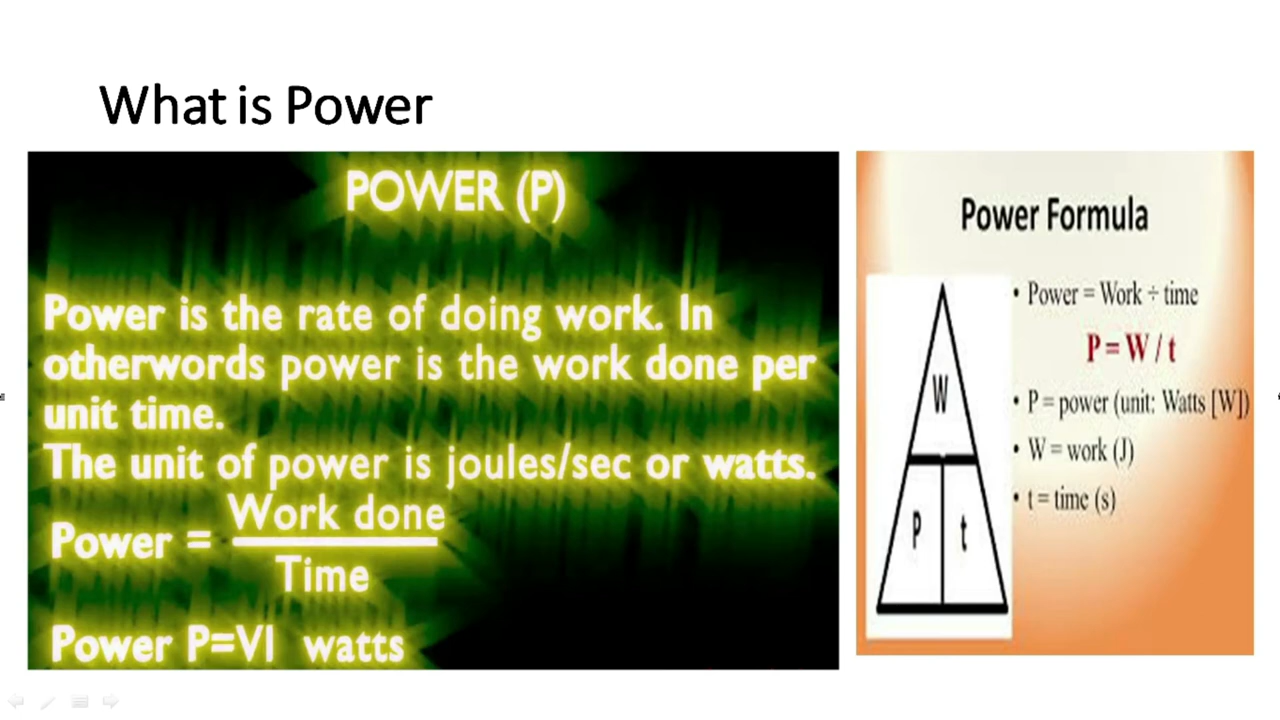 What is Power
POWER (P)
Power is the rate of doing work. In
otherwords power is the work done per
unit time.
The unit of power is joules/sec or watts.
Power = Work done
Time
Power P=VI watts
Power Formula
• Power = Work ÷ time
P = W / t
• P = power (unit: Watts [W])
• W = work (J)
• t = time (s)
W
P t